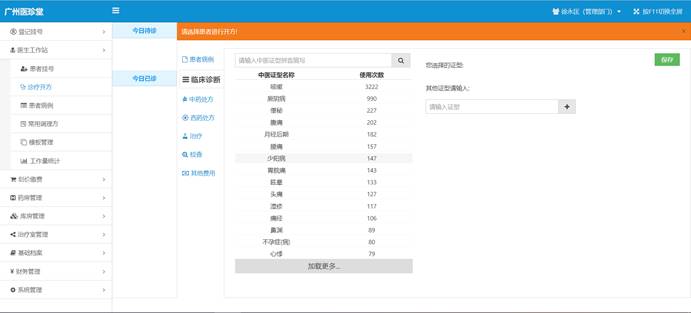 广州医珍堂
徐永红（管理部门）
按F11切换全屏
登记挂号
医生工作站
患者挂号
诊疗开方
患者病例
常用调理方
模板管理
工作量统计
划价缴费
药房管理
库房管理
治疗室管理
基础档案
¥ 财务管理
系统管理
今日待诊
今日已诊
请选择患者进行开方!
×
患者病例
临床诊断
中药处方
西药处方
治疗
检查
其他费用
请输入中医证型拼音简写
中医证型名称 使用次数
咳嗽 3222
厥阴病 990
便秘 227
腹痛 202
月经后期 182
腰痛 157
少阳病 147
胃脘痛 143
眩晕 133
头痛 127
湿疹 117
痛经 106
鼻渊 89
不孕症(病) 80
心悸 79
加载更多...
您选择的证型:
保存
其他证型请输入:
请输入证型
+